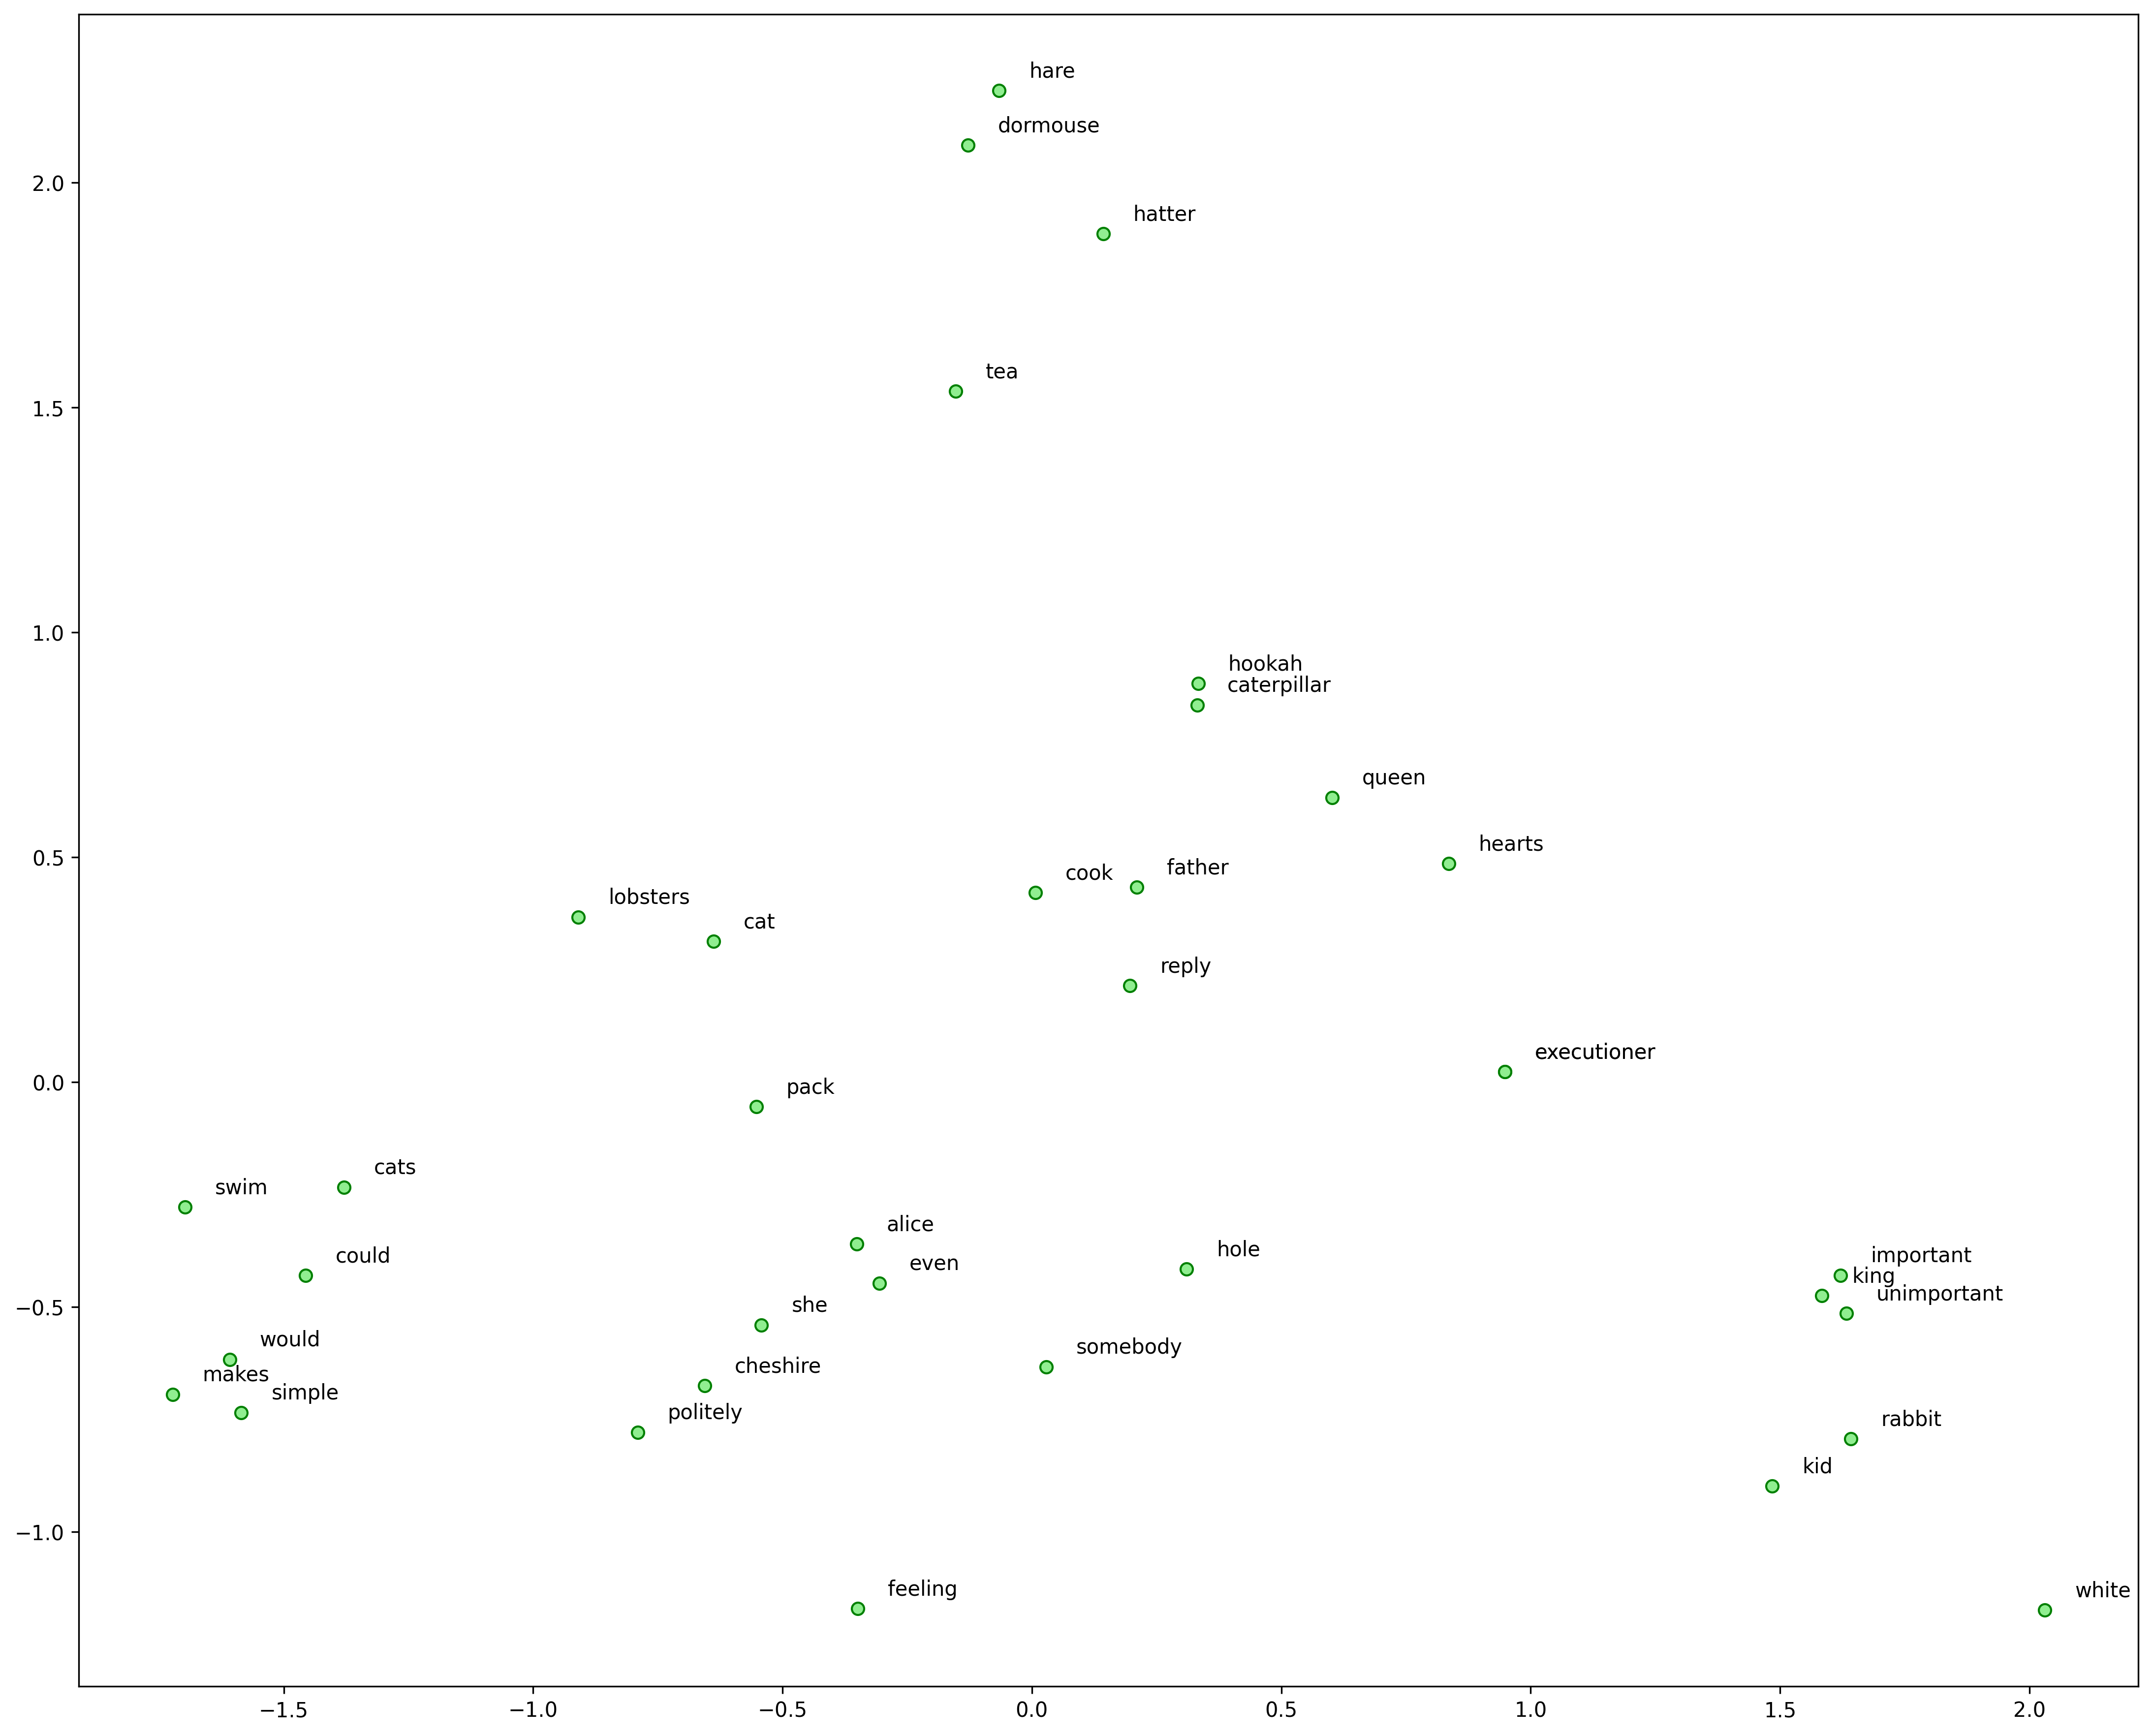 hare
dormouse
2.0
hatter
tea
1.5
hookah
1.0
caterpillar
queen
hearts
0.5
father
cook
lobsters
cat
reply
executioner
0.0
pack
cats
swim
alice
hole
could
important
even
king
unimportant
−0.5
she
would
somebody
cheshire
makes
simple
politely
rabbit
kid
−1.0
feeling
white
−1.5 −1.0 −0.5 0.0 0.5 1.0 1.5 2.0